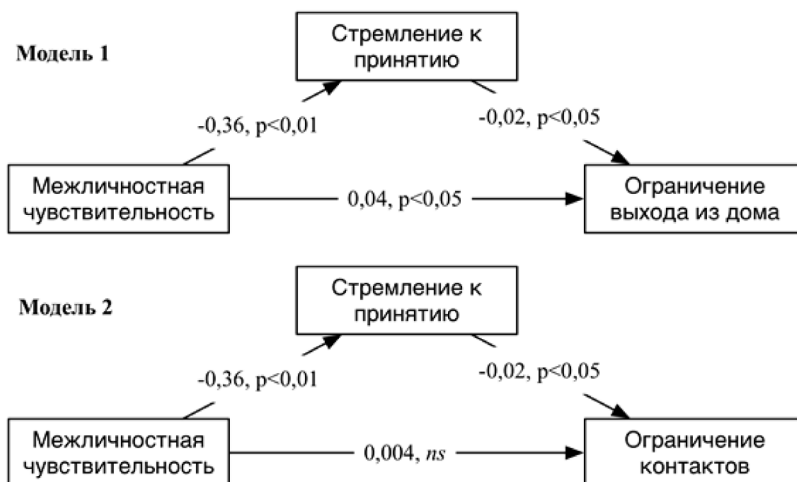 Модель 1
Стремление к
принятию
-0,36, p<0,01
-0,02, p<0,05
Межличностная
чувствительность
0,04, p<0,05
Ограничение
выхода из дома
Модель 2
Стремление к
принятию
-0,36, p<0,01
-0,02, p<0,05
Межличностная
чувствительность
0,004, ns
Ограничение
контактов